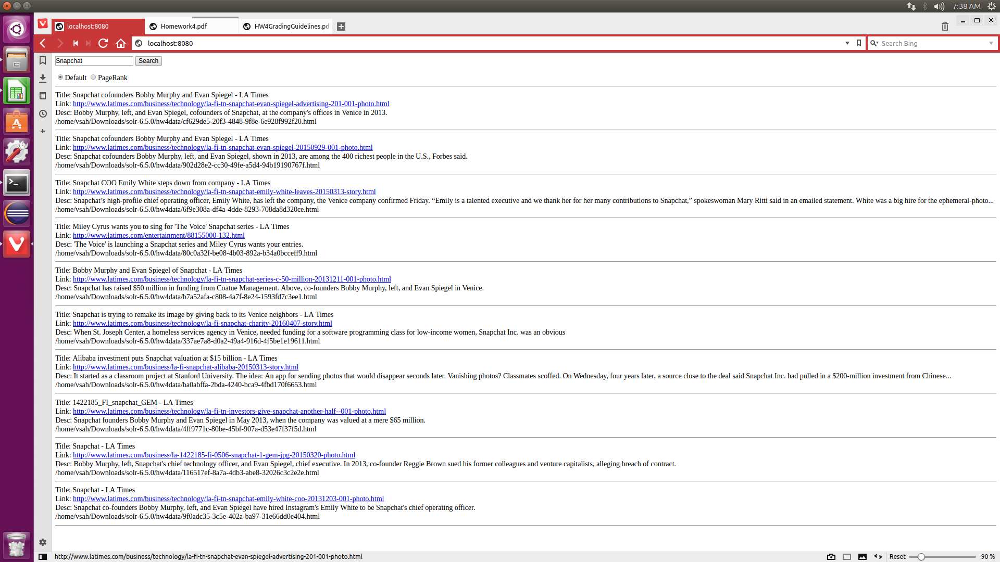 7:38 AM
localhost:8080
Homework4.pdf
HW4GradingGuidelines.pd
localhost:8080
Search Bing
Snapchat
Search
Default PageRank
Title: Snapchat cofounders Bobby Murphy and Evan Spiegel - LA Times
Link: http://www.latimes.com/business/technology/la-fi-tn-snapchat-evan-spiegel-advertising-201-001-photo.html
Desc: Bobby Murphy, left, and Evan Spiegel, cofounders of Snapchat, at the company's offices in Venice in 2013.
/home/vsah/Downloads/solr-6.5.0/hw4data/cf629de5-20f3-4848-9f8e-6e928f992f20.html
Title: Snapchat cofounders Bobby Murphy and Evan Spiegel - LA Times
Link: http://www.latimes.com/business/technology/la-fi-tn-snapchat-evan-spiegel-20150929-001-photo.html
Desc: Snapchat cofounders Bobby Murphy, left, and Evan Spiegel, shown in 2013, are among the 400 richest people in the U.S., Forbes said.
/home/vsah/Downloads/solr-6.5.0/hw4data/902d28e2-cc30-49fe-a5d4-94b19190767f.html
Title: Snapchat COO Emily White steps down from company - LA Times
Link: http://www.latimes.com/business/technology/la-fi-tn-snapchat-emily-white-leaves-20150313-story.html
Desc: Snapchat’s high-profile chief operating officer, Emily White, has left the company, the Venice company confirmed Friday. “Emily is a talented executive and we thank her for her many contributions to Snapchat,” spokeswoman Mary Ritti said in an emailed statement. White was a big hire for the ephemeral-photo...
/home/vsah/Downloads/solr-6.5.0/hw4data/6f9e308a-df4a-4dde-8293-708da8d320ce.html
Title: Miley Cyrus wants you to sing for 'The Voice' Snapchat series - LA Times
Link: http://www.latimes.com/entertainment/88155000-132.html
Desc: 'The Voice' is launching a Snapchat series and Miley Cyrus wants your entries.
/home/vsah/Downloads/solr-6.5.0/hw4data/80c0a32f-be08-4b03-892a-b34a0bcceff9.html
Title: Bobby Murphy and Evan Spiegel of Snapchat - LA Times
Link: http://www.latimes.com/business/technology/la-fi-tn-snapchat-series-c-50-million-20131211-001-photo.html
Desc: Snapchat has raised $50 million in funding from Coatue Management. Above, co-founders Bobby Murphy, left, and Evan Spiegel in Venice.
/home/vsah/Downloads/solr-6.5.0/hw4data/b7a52afa-c808-4a7f-8e24-1593fd7c3ee1.html
Title: Snapchat is trying to remake its image by giving back to its Venice neighbors - LA Times
Link: http://www.latimes.com/business/technology/la-fi-snapchat-charity-20160407-story.html
Desc: When St. Joseph Center, a homeless services agency in Venice, needed funding for a software programming class for low-income women, Snapchat Inc. was an obvious
/home/vsah/Downloads/solr-6.5.0/hw4data/337ae7a8-d0a2-49a4-916d-4f5be1e19611.html
Title: Alibaba investment puts Snapchat valuation at $15 billion - LA Times
Link: http://www.latimes.com/business/la-fi-snapchat-alibaba-20150313-story.html
Desc: It started as a classroom project at Stanford University. The idea: An app for sending photos that would disappear seconds later. Vanishing photos? Classmates scoffed. On Wednesday, four years later, a source close to the deal said Snapchat Inc. had pulled in a $200-million investment from Chinese...
/home/vsah/Downloads/solr-6.5.0/hw4data/ba0abffa-2bda-4240-bca9-4fbd170f6653.html
Title: 1422185_FI_snapchat_GEM - LA Times
Link: http://www.latimes.com/business/technology/la-fi-tn-investors-give-snapchat-another-half--001-photo.html
Desc: Snapchat founders Bobby Murphy and Evan Spiegel in May 2013, when the company was valued at a mere $65 million.
/home/vsah/Downloads/solr-6.5.0/hw4data/4ff9771c-80be-45bf-907a-d53e47f37f5d.html
Title: Snapchat - LA Times
Link: http://www.latimes.com/business/la-1422185-fi-0506-snapchat-1-gem-jpg-20150320-photo.html
Desc: Bobby Murphy, left, Snapchat's chief technology officer, and Evan Spiegel, chief executive. In 2013, co-founder Reggie Brown sued his former colleagues and venture capitalists, alleging breach of contract.
/home/vsah/Downloads/solr-6.5.0/hw4data/116517ef-8a7a-4db3-abe8-32026c3c2e2e.html
Title: Snapchat - LA Times
Link: http://www.latimes.com/business/technology/la-fi-tn-snapchat-emily-white-coo-20131203-001-photo.html
Desc: Snapchat co-founders Bobby Murphy, left, and Evan Spiegel have hired Instagram's Emily White to be Snapchat's chief operating officer.
/home/vsah/Downloads/solr-6.5.0/hw4data/9f0adc35-3c5e-402a-ba97-31e66dd0e404.html
http://www.latimes.com/business/technology/la-fi-tn-snapchat-evan-spiegel-advertising-201-001-photo.html
Reset
90 %